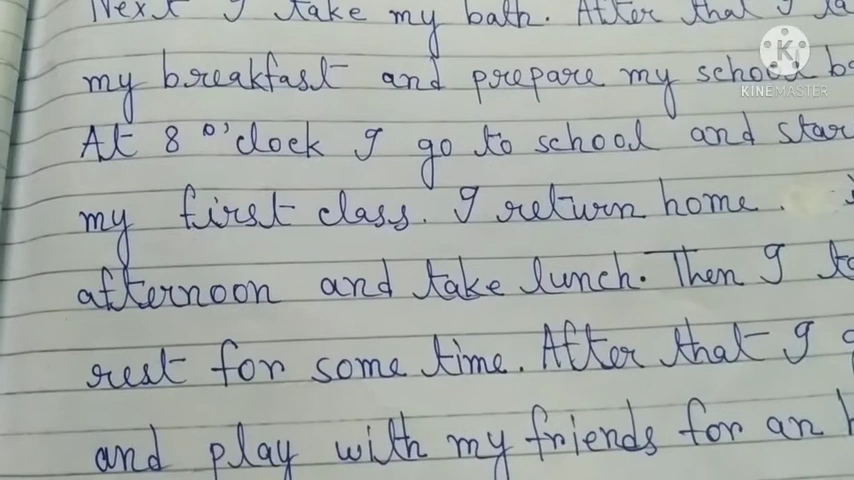 Next I take my bath. After that I ta
my breakfast and prepare my school b
At 8 o'clock I go to school and star
my first class. I return home.
afternoon and take lunch. Then I t
rest for some time. After that I g
and play with my friends for an h
KINEMASTER